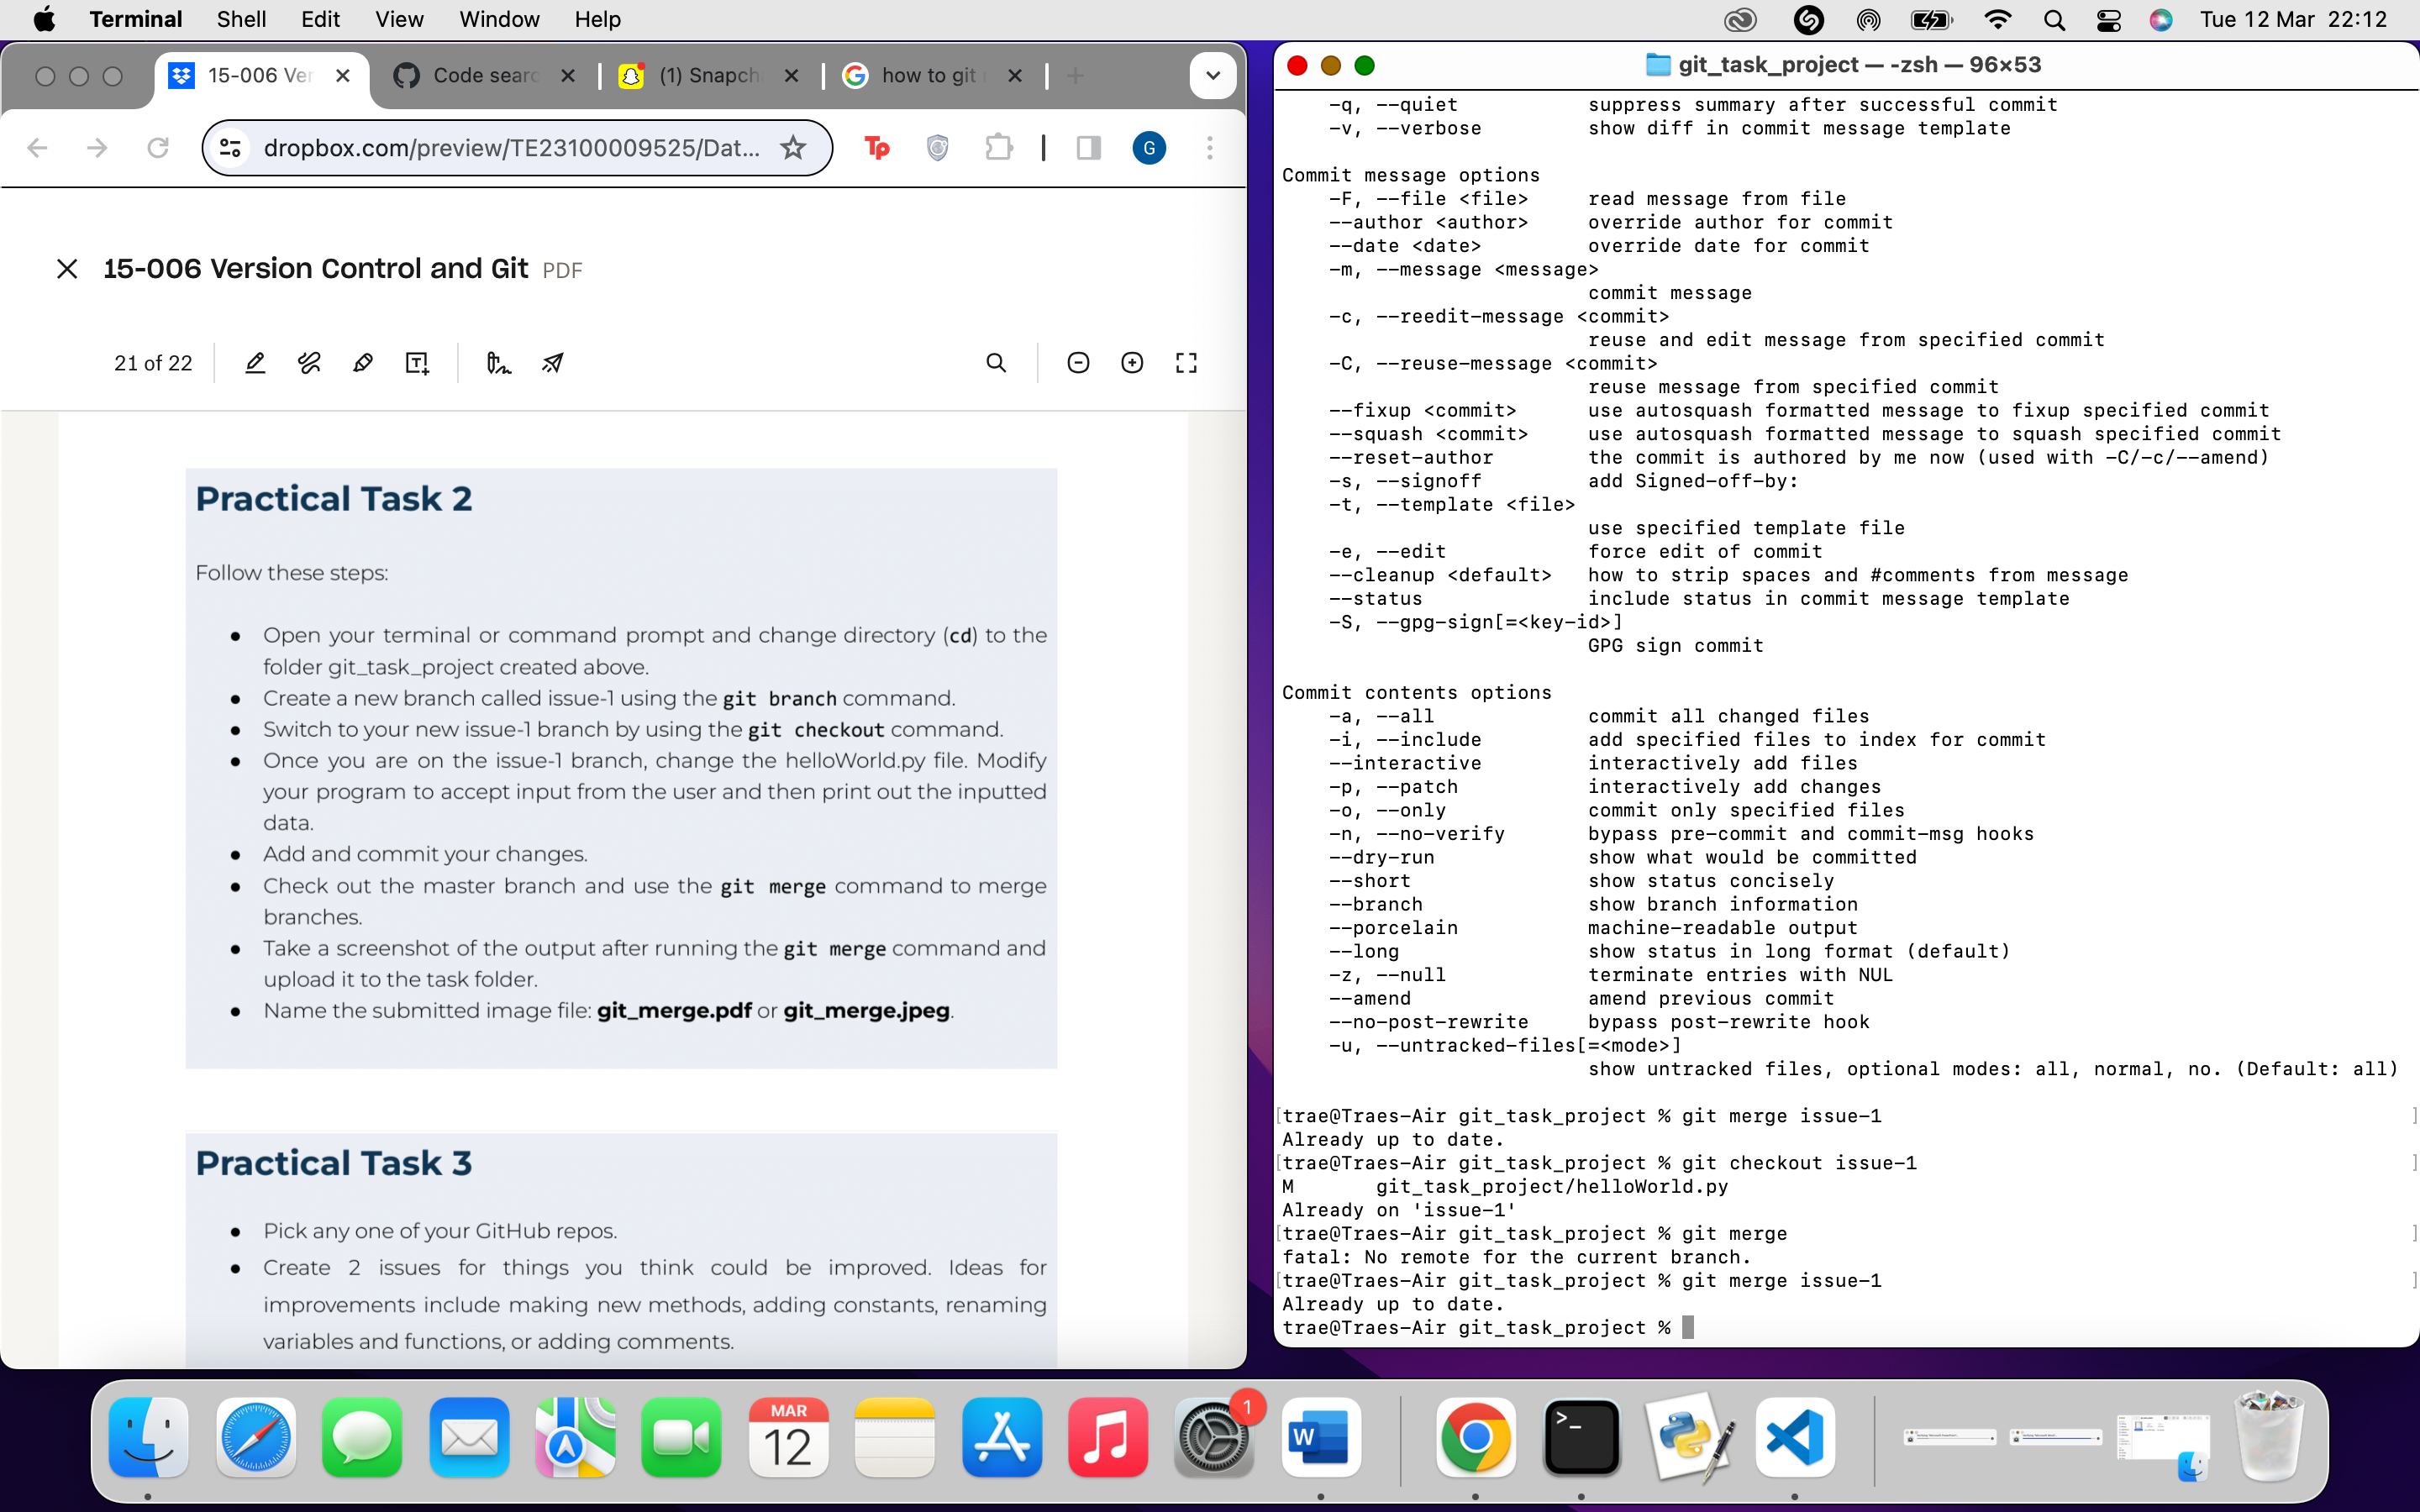 Terminal Shell Edit View Window Help Tue 12 Mar 22:12
15-006 Ver Code searc (1) Snapch how to git
dropbox.com/preview/TE23100009525/Dat... G
15-006 Version Control and Git PDF
21 of 22
Practical Task 2
Follow these steps:
● Open your terminal or command prompt and change directory (cd) to the
folder git_task_project created above.
● Create a new branch called issue-1 using the git branch command.
● Switch to your new issue-1 branch by using the git checkout command.
● Once you are on the issue-1 branch, change the helloWorld.py file. Modify
your program to accept input from the user and then print out the inputted
data.
● Add and commit your changes.
● Check out the master branch and use the git merge command to merge
branches.
● Take a screenshot of the output after running the git merge command and
upload it to the task folder.
● Name the submitted image file: git_merge.pdf or git_merge.jpeg.
Practical Task 3
● Pick any one of your GitHub repos.
● Create 2 issues for things you think could be improved. Ideas for
improvements include making new methods, adding constants, renaming
variables and functions, or adding comments.
git_task_project — -zsh — 96×53
-q, --quiet suppress summary after successful commit
-v, --verbose show diff in commit message template
Commit message options
-F, --file <file> read message from file
--author <author> override author for commit
--date <date> override date for commit
-m, --message <message>
commit message
-c, --reedit-message <commit>
reuse and edit message from specified commit
-C, --reuse-message <commit>
reuse message from specified commit
--fixup <commit> use autosquash formatted message to fixup specified commit
--squash <commit> use autosquash formatted message to squash specified commit
--reset-author the commit is authored by me now (used with -C/-c/--amend)
-s, --signoff add Signed-off-by:
-t, --template <file>
use specified template file
-e, --edit force edit of commit
--cleanup <default> how to strip spaces and #comments from message
--status include status in commit message template
-S, --gpg-sign[=<key-id>]
GPG sign commit
Commit contents options
-a, --all commit all changed files
-i, --include add specified files to index for commit
--interactive interactively add files
-p, --patch interactively add changes
-o, --only commit only specified files
-n, --no-verify bypass pre-commit and commit-msg hooks
--dry-run show what would be committed
--short show status concisely
--branch show branch information
--porcelain machine-readable output
--long show status in long format (default)
-z, --null terminate entries with NUL
--amend amend previous commit
--no-post-rewrite bypass post-rewrite hook
-u, --untracked-files[=<mode>]
show untracked files, optional modes: all, normal, no. (Default: all)
[trae@Traes-Air git_task_project % git merge issue-1 ]
Already up to date.
[trae@Traes-Air git_task_project % git checkout issue-1 ]
M git_task_project/helloWorld.py
Already on 'issue-1'
[trae@Traes-Air git_task_project % git merge ]
fatal: No remote for the current branch.
[trae@Traes-Air git_task_project % git merge issue-1 ]
Already up to date.
trae@Traes-Air git_task_project %
MAR
12
1
W
>_